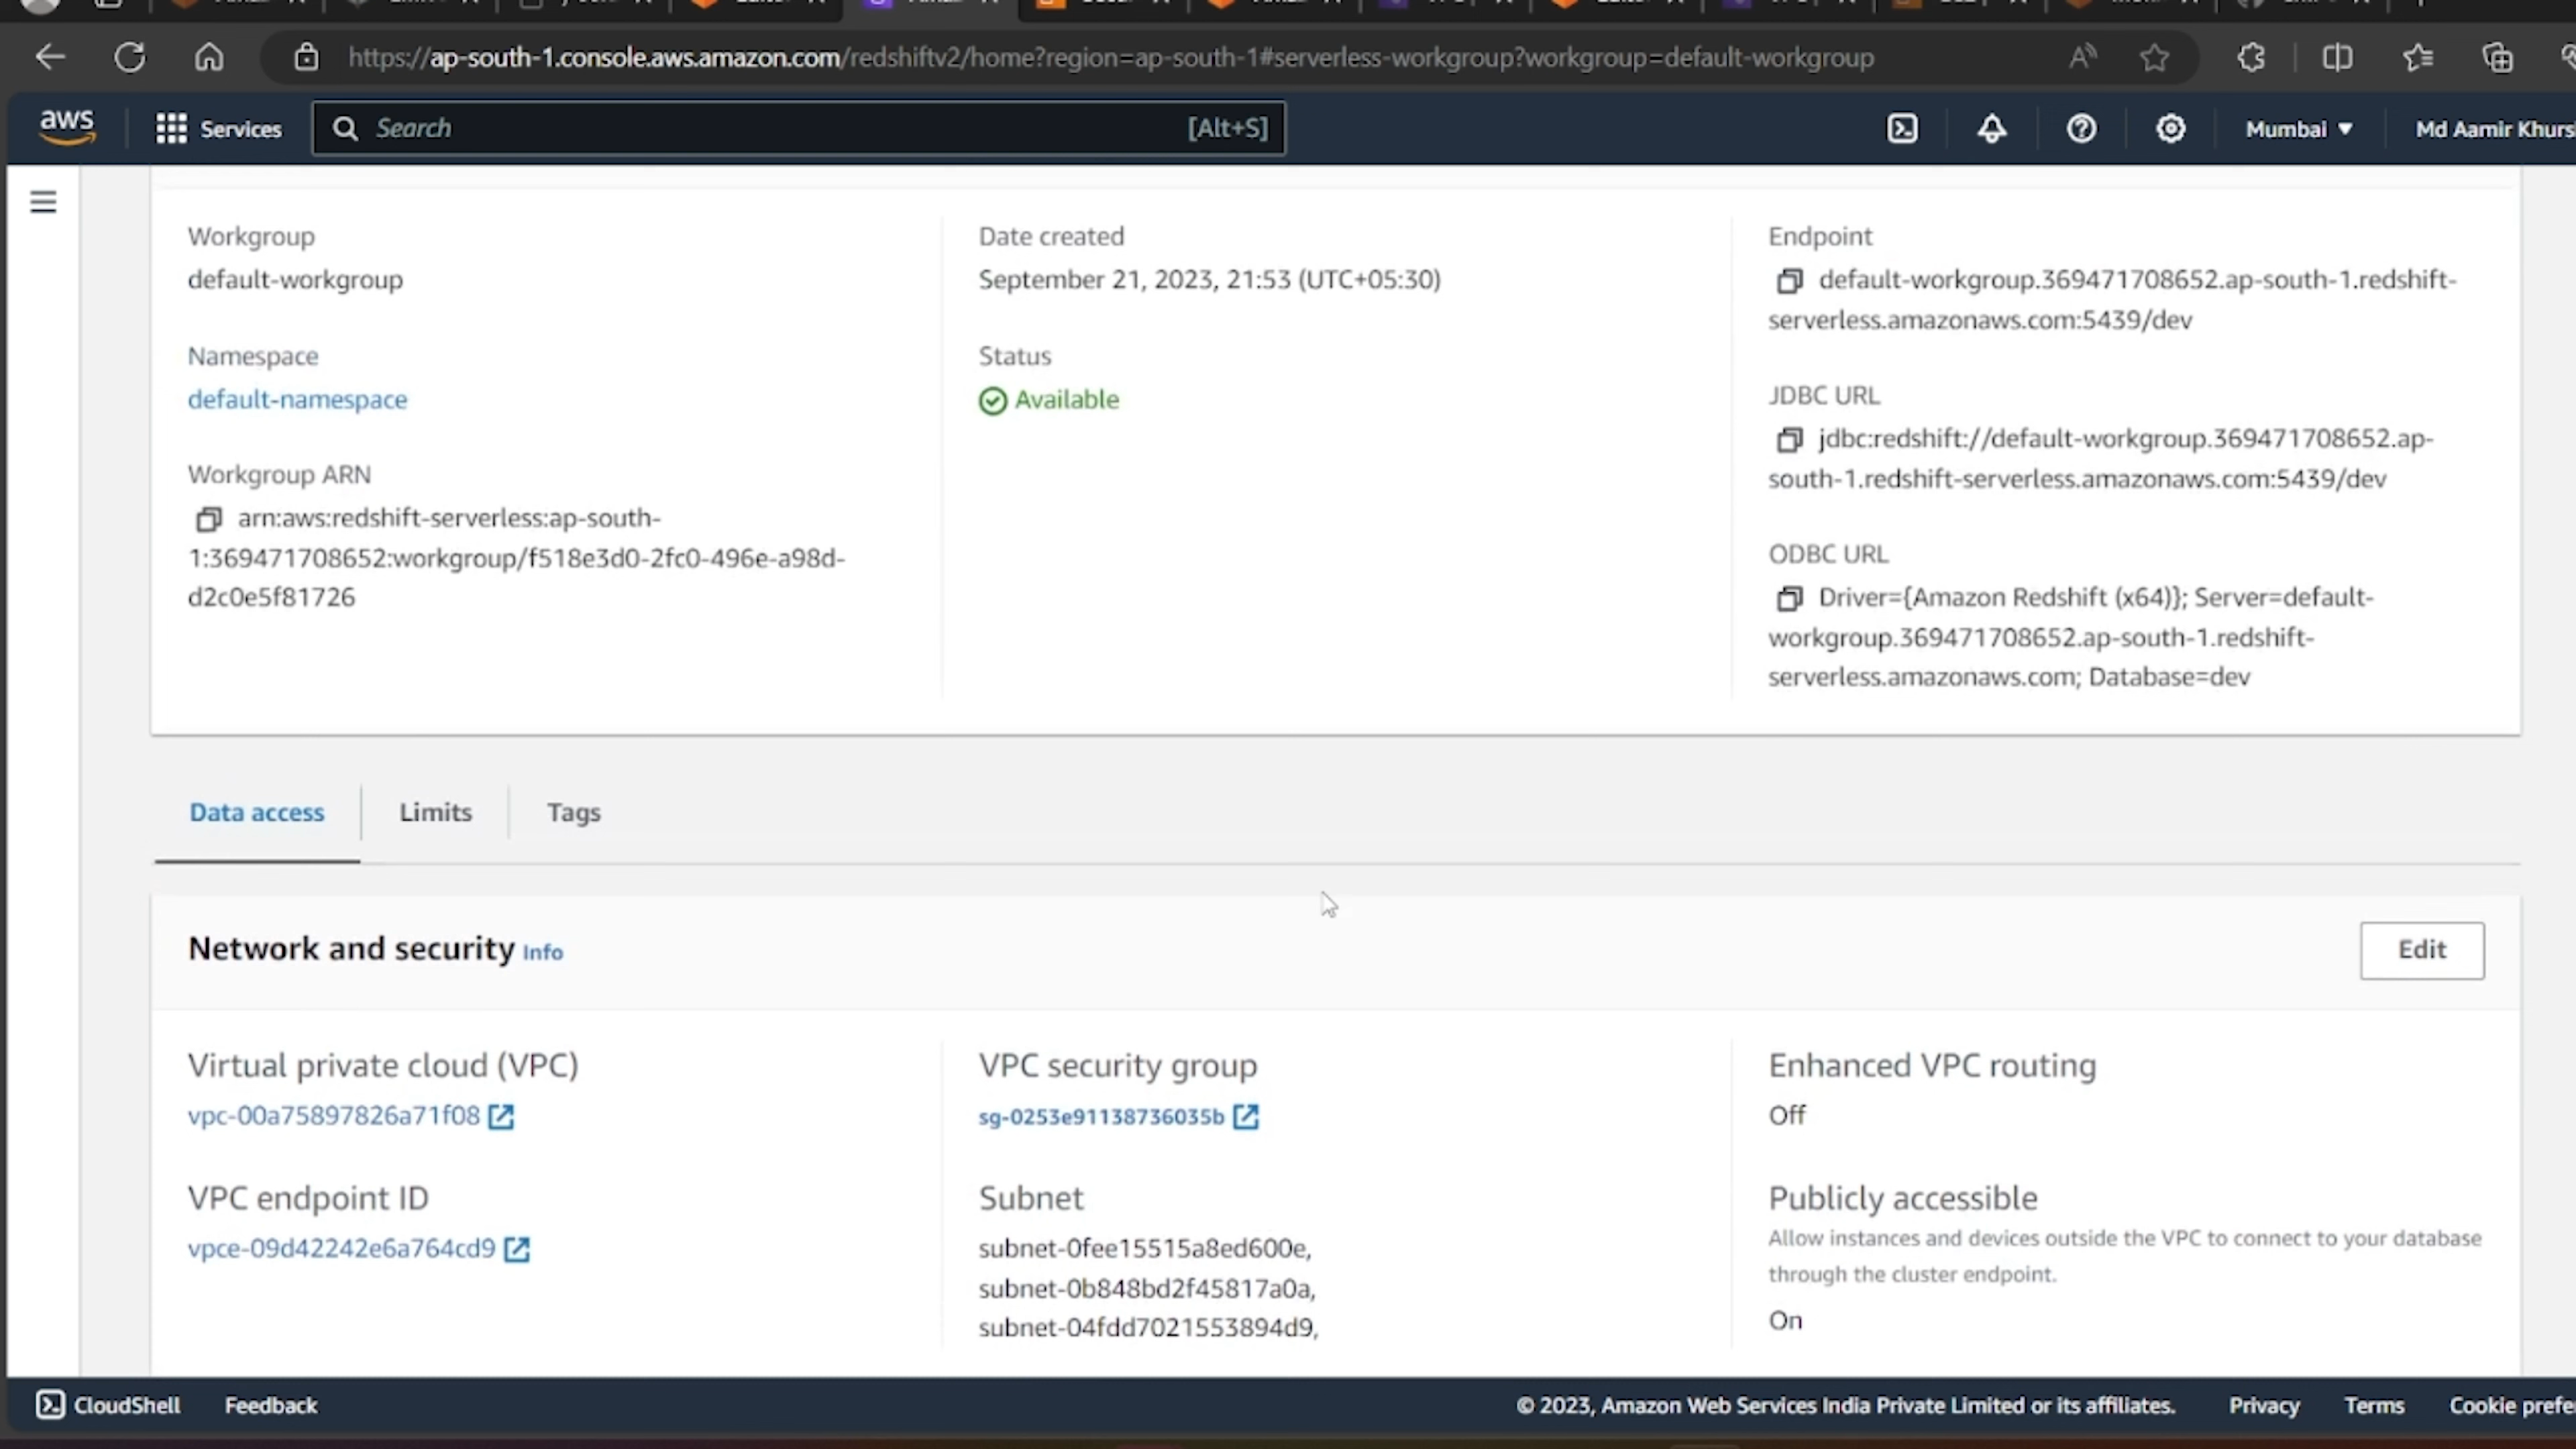 https://ap-south-1.console.aws.amazon.com/redshiftv2/home?region=ap-south-1#serverless-workgroup?workgroup=default-workgroup
aws Services Search [Alt+S] Mumbai ▼ Md Aamir Khurs
Workgroup
default-workgroup
Namespace
default-namespace
Workgroup ARN
arn:aws:redshift-serverless:ap-south-
1:369471708652:workgroup/f518e3d0-2fc0-496e-a98d-
d2c0e5f81726
Date created
September 21, 2023, 21:53 (UTC+05:30)
Status
Available
Endpoint
default-workgroup.369471708652.ap-south-1.redshift-
serverless.amazonaws.com:5439/dev
JDBC URL
jdbc:redshift://default-workgroup.369471708652.ap-
south-1.redshift-serverless.amazonaws.com:5439/dev
ODBC URL
Driver={Amazon Redshift (x64)}; Server=default-
workgroup.369471708652.ap-south-1.redshift-
serverless.amazonaws.com; Database=dev
Data access Limits Tags
Network and security Info
Edit
Virtual private cloud (VPC)
vpc-00a75897826a71f08
VPC endpoint ID
vpce-09d42242e6a764cd9
VPC security group
sg-0253e91138736035b
Subnet
subnet-0fee15515a8ed600e,
subnet-0b848bd2f45817a0a,
subnet-04fdd7021553894d9,
Enhanced VPC routing
Off
Publicly accessible
Allow instances and devices outside the VPC to connect to your database
through the cluster endpoint.
On
CloudShell Feedback © 2023, Amazon Web Services India Private Limited or its affiliates. Privacy Terms Cookie prefe